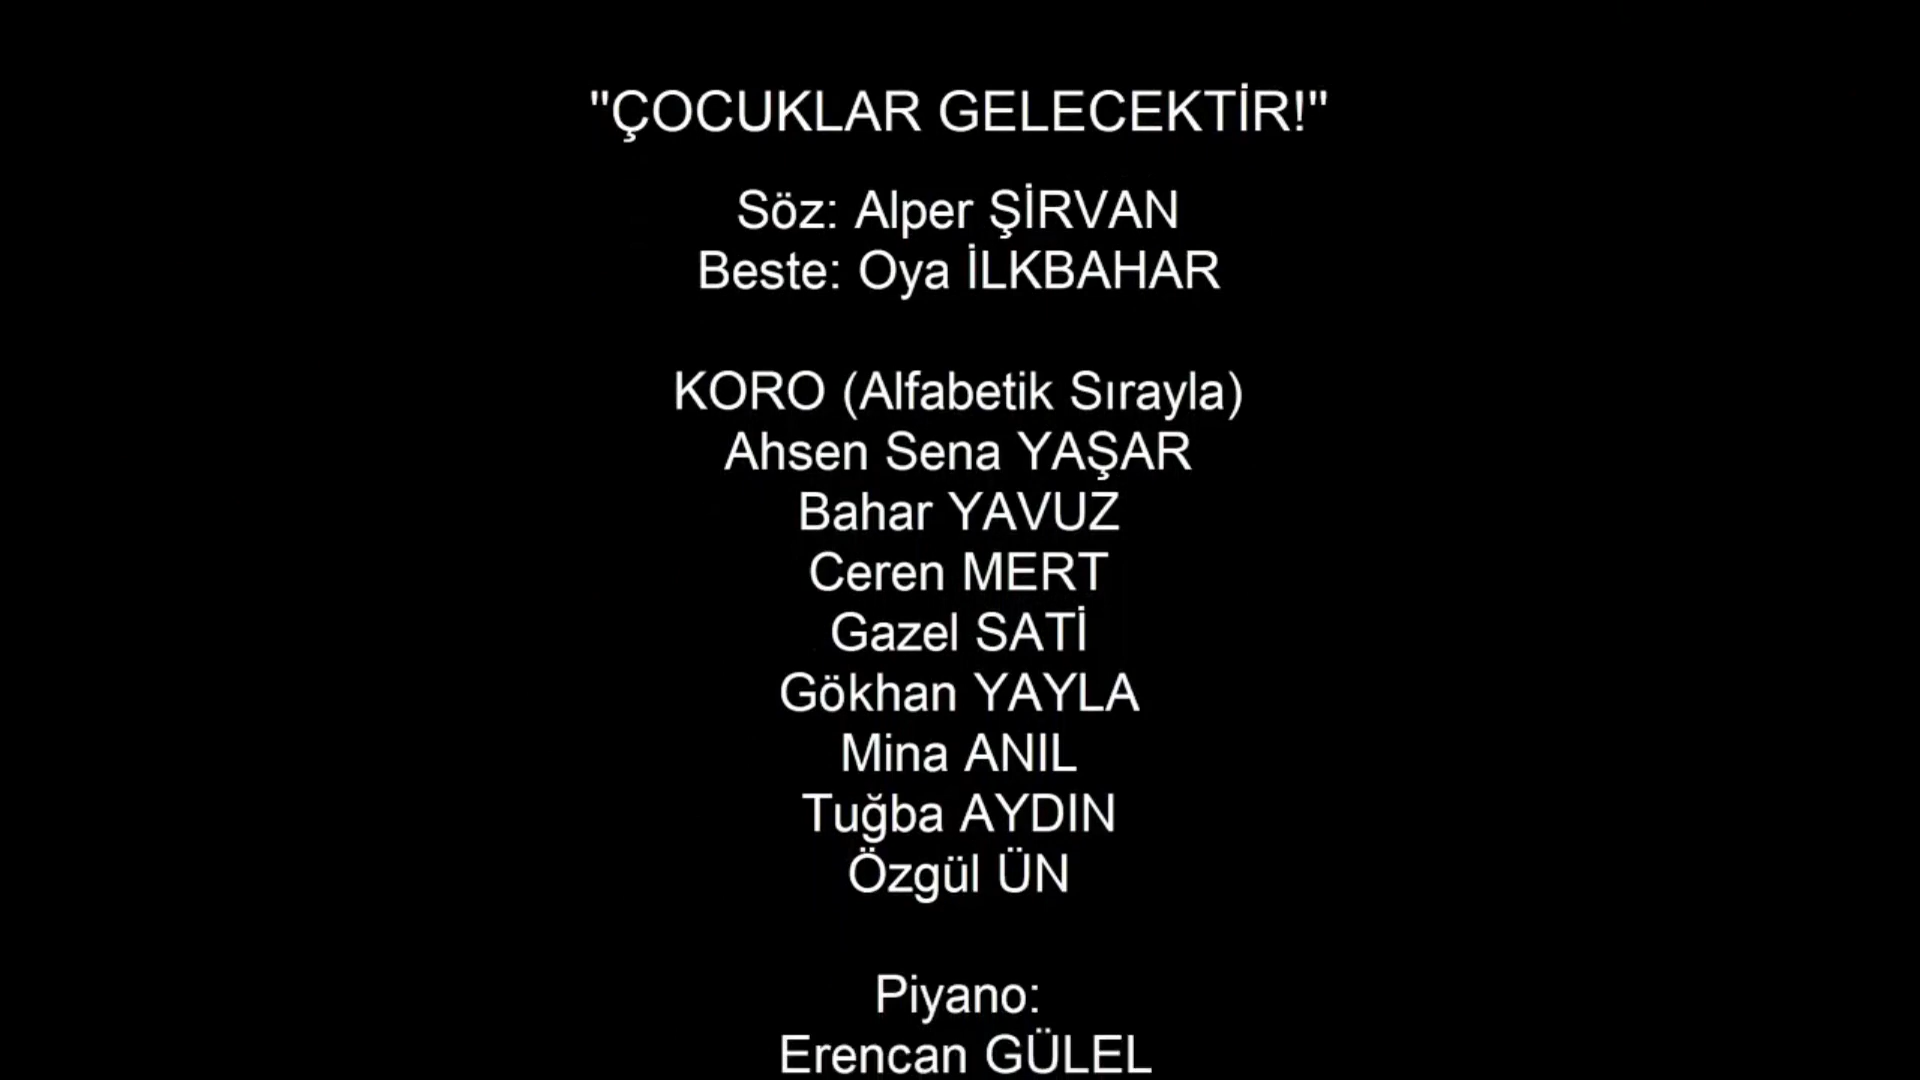 "ÇOCUKLAR GELECEKTİR!"
Söz: Alper ŞİRVAN
Beste: Oya İLKBAHAR
KORO (Alfabetik Sırayla)
Ahsen Sena YAŞAR
Bahar YAVUZ
Ceren MERT
Gazel SATİ
Gökhan YAYLA
Mina ANIL
Tuğba AYDIN
Özgül ÜN
Piyano:
Erencan GÜLEL